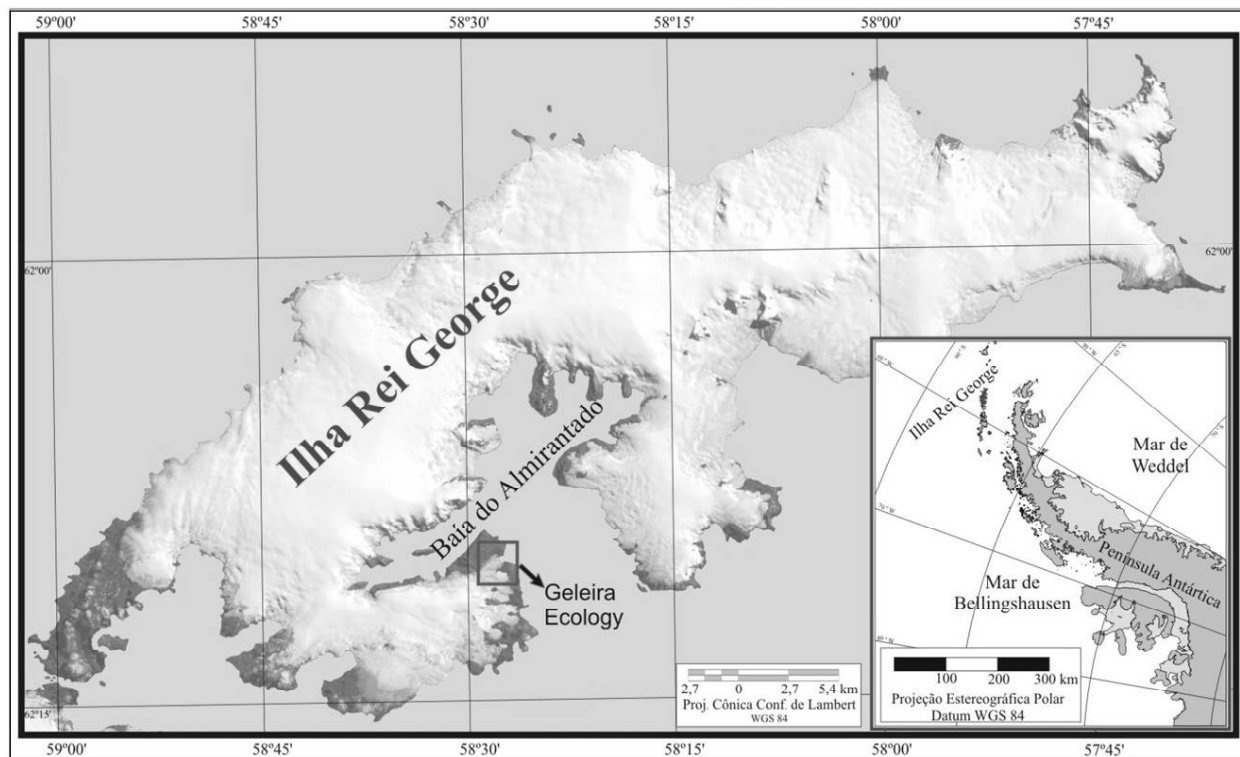 59º00' 58º45' 58º30' 58º15' 58º00' 57º45'
62º00' 62º00'
Ilha Rei George
Baia do Almirantado
Geleira
Ecology
2,7 0 2,7 5,4 km
Proj. Cônica Conf. de Lambert
WGS 84
Ilha Rei George
Mar de
Weddel
Península Antártica
Mar de
Bellingshausen
100 200 300 km
Projeção Estereográfica Polar
Datum WGS 84
62º15'
59º00' 58º45' 58º30' 58º15' 58º00' 57º45'